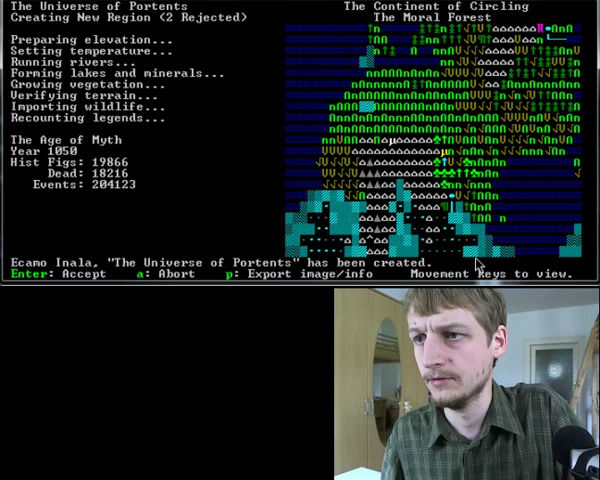 The Universe of Portents
The Continent of Circling
Creating New Region (2 Rejected)
The Moral Forest
Preparing elevation...
Setting temperature...
Running rivers...
Forming lakes and minerals...
Growing vegetation...
Verifying terrain...
Importing wildlife...
Recounting legends...
The Age of Myth
Year 1050
Hist Figs: 19866
Dead: 18216
Events: 204123
Ecamo Inala, "The Universe of Portents" has been created.
Enter: Accept a: Abort p: Export image/info Movement Keys to view.